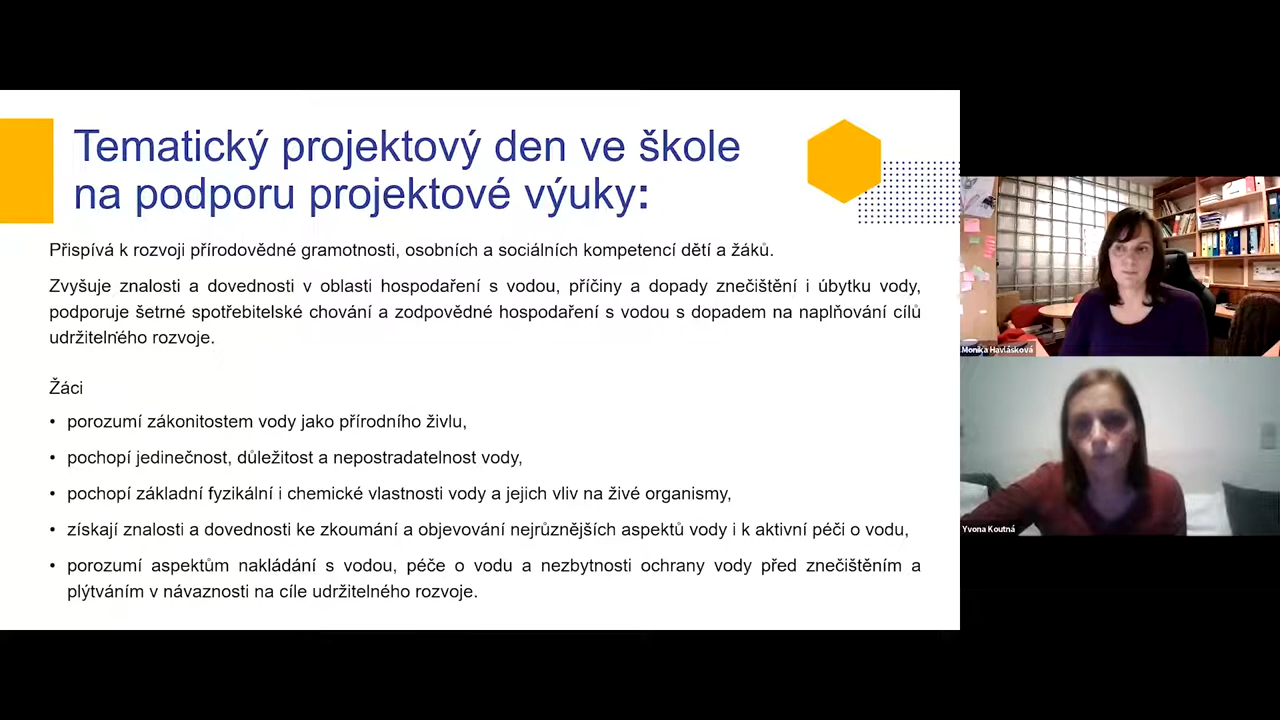 Tematický projektový den ve škole
na podporu projektové výuky:
Přispívá k rozvoji přírodovědné gramotnosti, osobních a sociálních kompetencí dětí a žáků.
Zvyšuje znalosti a dovednosti v oblasti hospodaření s vodou, příčiny a dopady znečištění i úbytku vody,
podporuje šetrné spotřebitelské chování a zodpovědné hospodaření s vodou s dopadem na naplňování cílů
udržitelného rozvoje.
Žáci
• porozumí zákonitostem vody jako přírodního živlu,
• pochopí jedinečnost, důležitost a nepostradatelnost vody,
• pochopí základní fyzikální i chemické vlastnosti vody a jejich vliv na živé organismy,
• získají znalosti a dovednosti ke zkoumání a objevování nejrůznějších aspektů vody i k aktivní péči o vodu,
• porozumí aspektům nakládání s vodou, péče o vodu a nezbytnosti ochrany vody před znečištěním a
plýtváním v návaznosti na cíle udržitelného rozvoje.
Monika Havlásková
Yvona Koutná